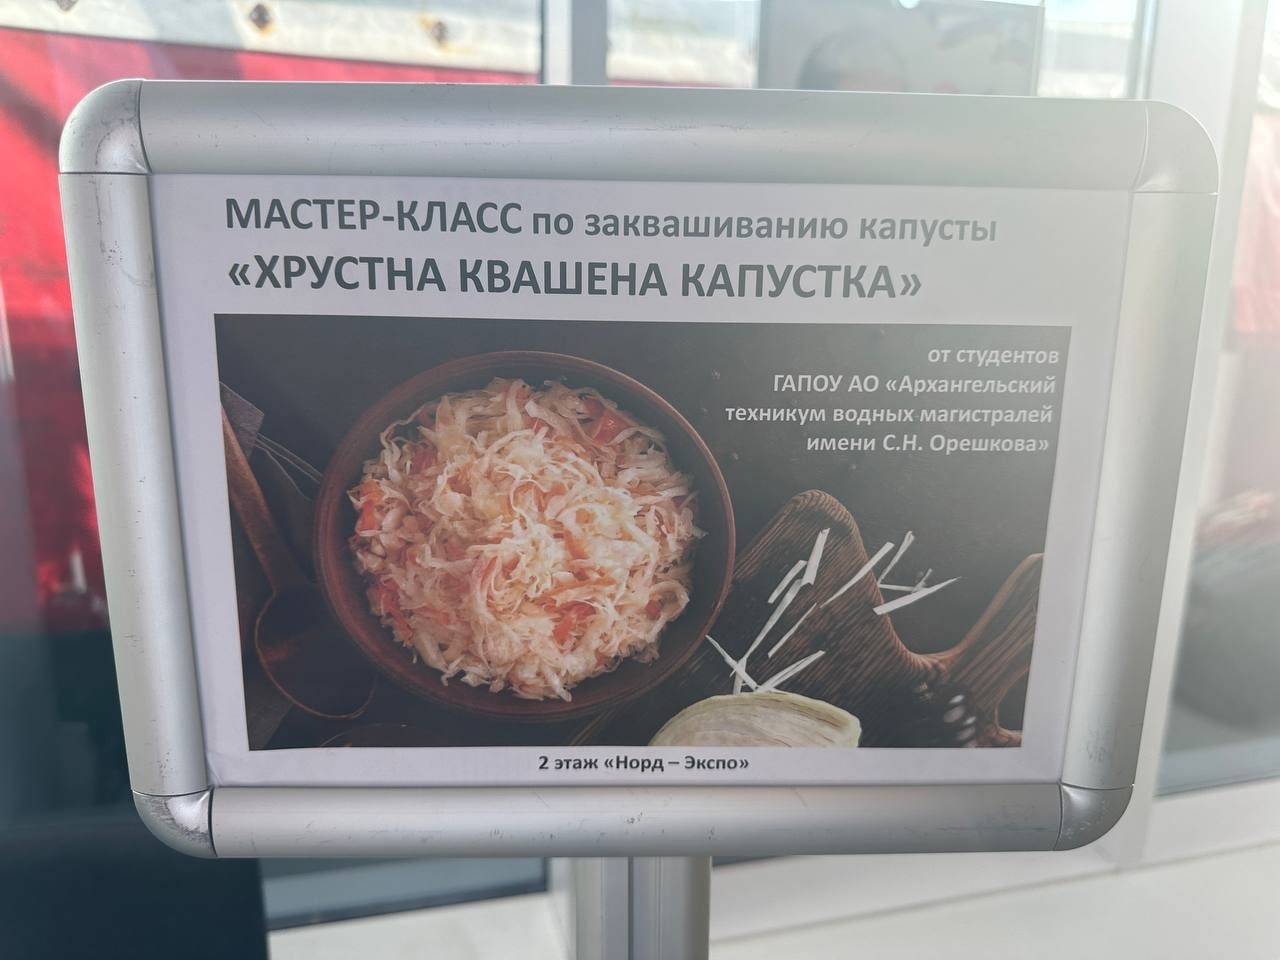 МАСТЕР-КЛАСС по заквашиванию капусты
«ХРУСТНА КВАШЕНА КАПУСТКА»
от студентов
ГАПОУ АО «Архангельский
техникум водных магистралей
имени С.Н. Орешкова»
2 этаж «Норд – Экспо»